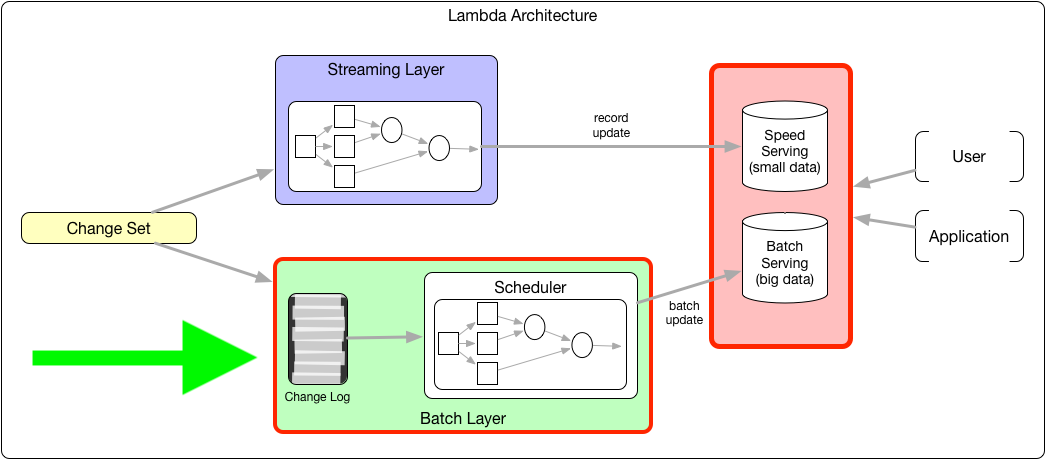 Lambda Architecture
Streaming Layer
record
update
Speed
Serving
(small data)
User
Change Set
Application
Batch
Serving
(big data)
Scheduler
batch
update
Change Log
Batch Layer